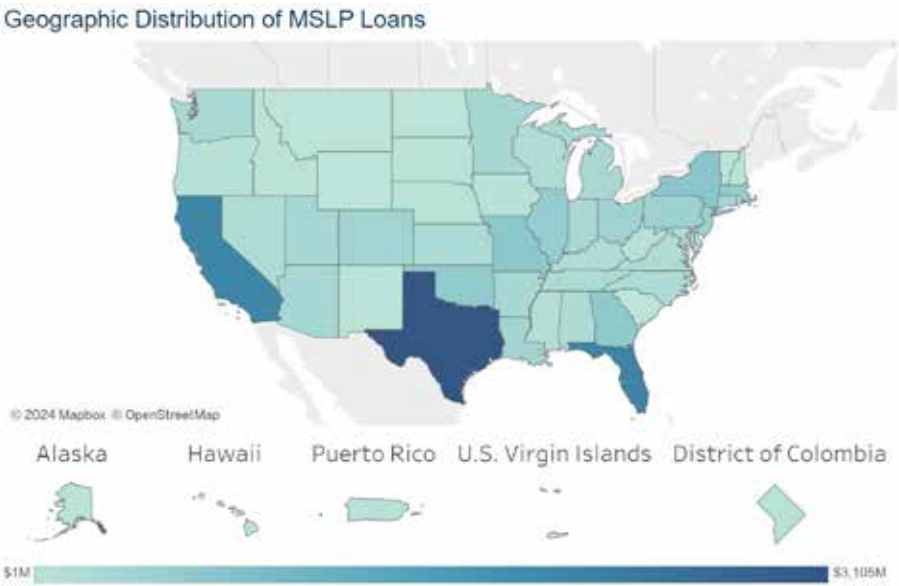 Geographic Distribution of MSLP Loans
© 2024 Mapbox © OpenStreetMap
Alaska Hawaii Puerto Rico U.S. Virgin Islands District of Colombia
$1M $3,105M